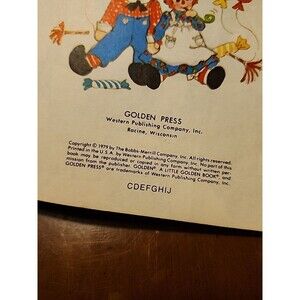 GOLDEN PRESS
Western Publishing Company, Inc.
Racine, Wisconsin
Copyright © 1979 by The Bobbs-Merrill Company, Inc. All rights reserved.
Printed in the U.S.A. by Western Publishing Company, Inc. No part of this
book may be reproduced or copied in any form without written per-
mission from the publisher. GOLDEN®, A LITTLE GOLDEN BOOK®, and
GOLDEN PRESS® are trademarks of Western Publishing Company, Inc.
CDEFGHIJ